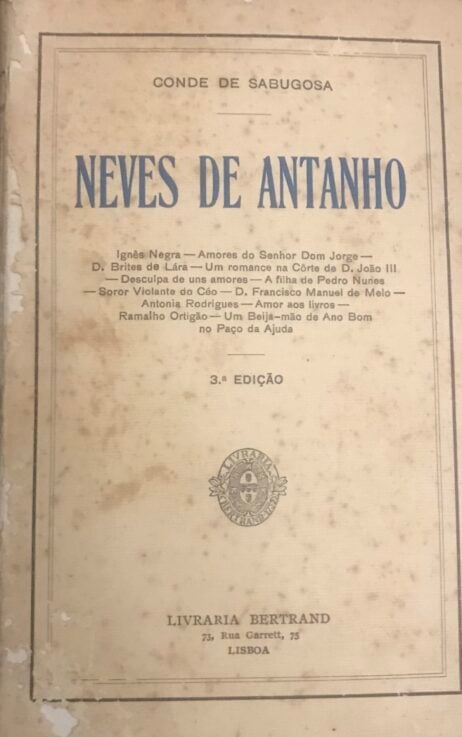 CONDE DE SABUGOSA
NEVES DE ANTANHO
Ignês Negra — Amores do Senhor Dom Jorge —
D. Brites de Lára — Um romance na Côrte de D. João III
— Desculpa de uns amores — A filha de Pedro Nunes
— Soror Violante do Céo — D. Francisco Manuel de Melo —
Antonia Rodrigues — Amor aos livros —
Ramalho Ortigão — Um Beija-mão de Ano Bom
no Paço da Ajuda
3.ª EDIÇÃO
LIVRARIA
BERTRAND
LIVRARIA BERTRAND
73, Rua Garrett, 75
LISBOA